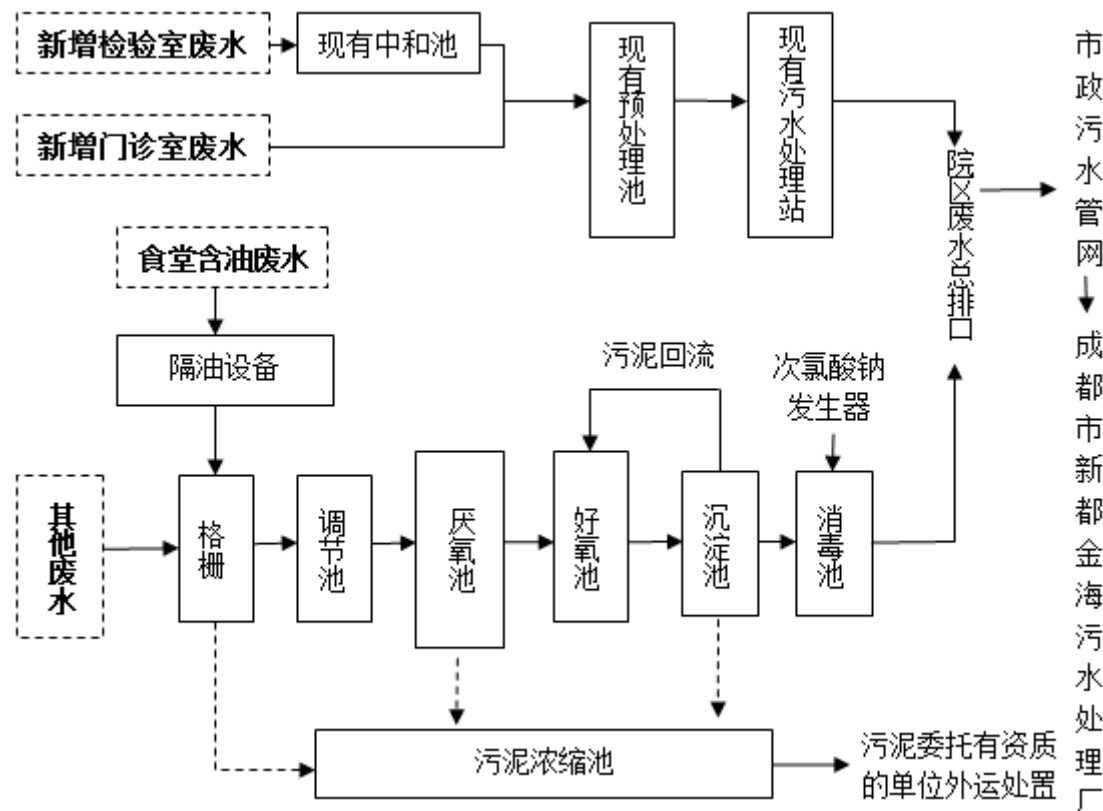 新增检验室废水
现有中和池
新增门诊室废水
现有预处理池
现有污水处理站
院区废水总排口
市政污水管网
成都市新都金海污水处理厂
食堂含油废水
隔油设备
污泥回流
次氯酸钠
发生器
其他废水
格栅
调节池
厌氧池
好氧池
沉淀池
消毒池
污泥浓缩池
污泥委托有资质
的单位外运处置